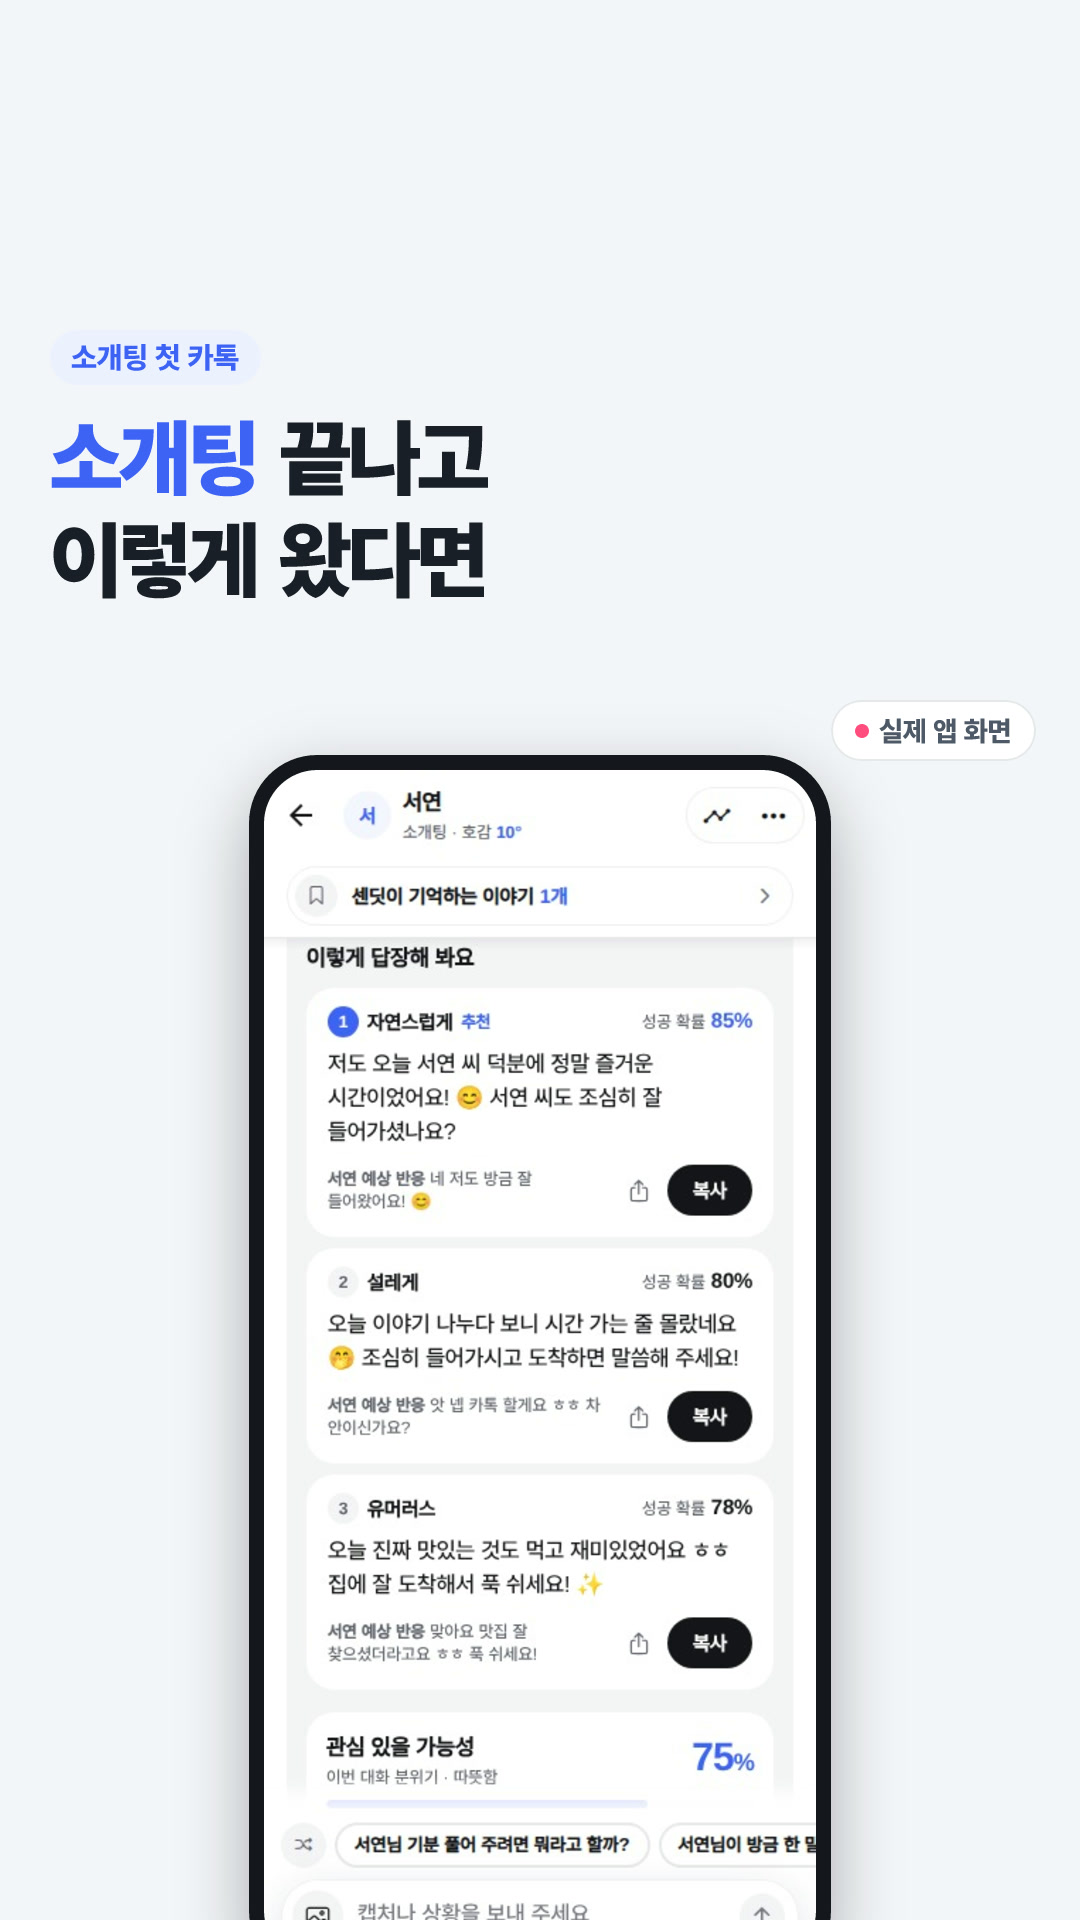 소개팅 첫 카톡
소개팅 끝나고
이렇게 왔다면
실제 앱 화면
서
서연
소개팅 · 호감 10°
센딧이 기억하는 이야기 1개
이렇게 답장해 봐요
1 자연스럽게 추천 성공 확률 85%
저도 오늘 서연 씨 덕분에 정말 즐거운
시간이었어요! 😊 서연 씨도 조심히 잘
들어가셨나요?
서연 예상 반응 네 저도 방금 잘
들어왔어요! 😊
복사
2 설레게 성공 확률 80%
오늘 이야기 나누다 보니 시간 가는 줄 몰랐네요
🤭 조심히 들어가시고 도착하면 말씀해 주세요!
서연 예상 반응 앗 넵 카톡 할게요 ㅎㅎ 차
안이신가요?
복사
3 유머러스 성공 확률 78%
오늘 진짜 맛있는 것도 먹고 재미있었어요 ㅎㅎ
집에 잘 도착해서 푹 쉬세요! ✨
서연 예상 반응 맞아요 맛집 잘
찾으셨더라고요 ㅎㅎ 푹 쉬세요!
복사
관심 있을 가능성 75%
이번 대화 분위기 · 따뜻함
서연님 기분 풀어 주려면 뭐라고 할까?
서연님이 방금 한 말
캡처나 상황을 보내 주세요